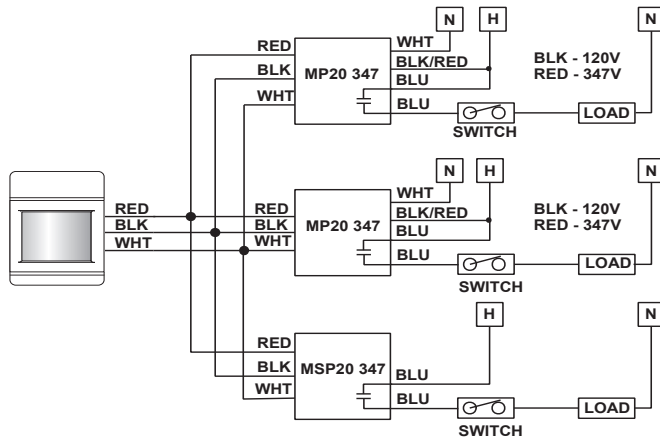 N H N
RED WHT
BLK MP20 347 BLK/RED BLK - 120V
BLU RED - 347V
WHT BLU LOAD
SWITCH
N H N
WHT
RED RED BLK/RED BLK - 120V
BLK BLK MP20 347 BLU RED - 347V
WHT WHT BLU LOAD
SWITCH
H N
RED
BLK MSP20 347 BLU
WHT BLU LOAD
SWITCH